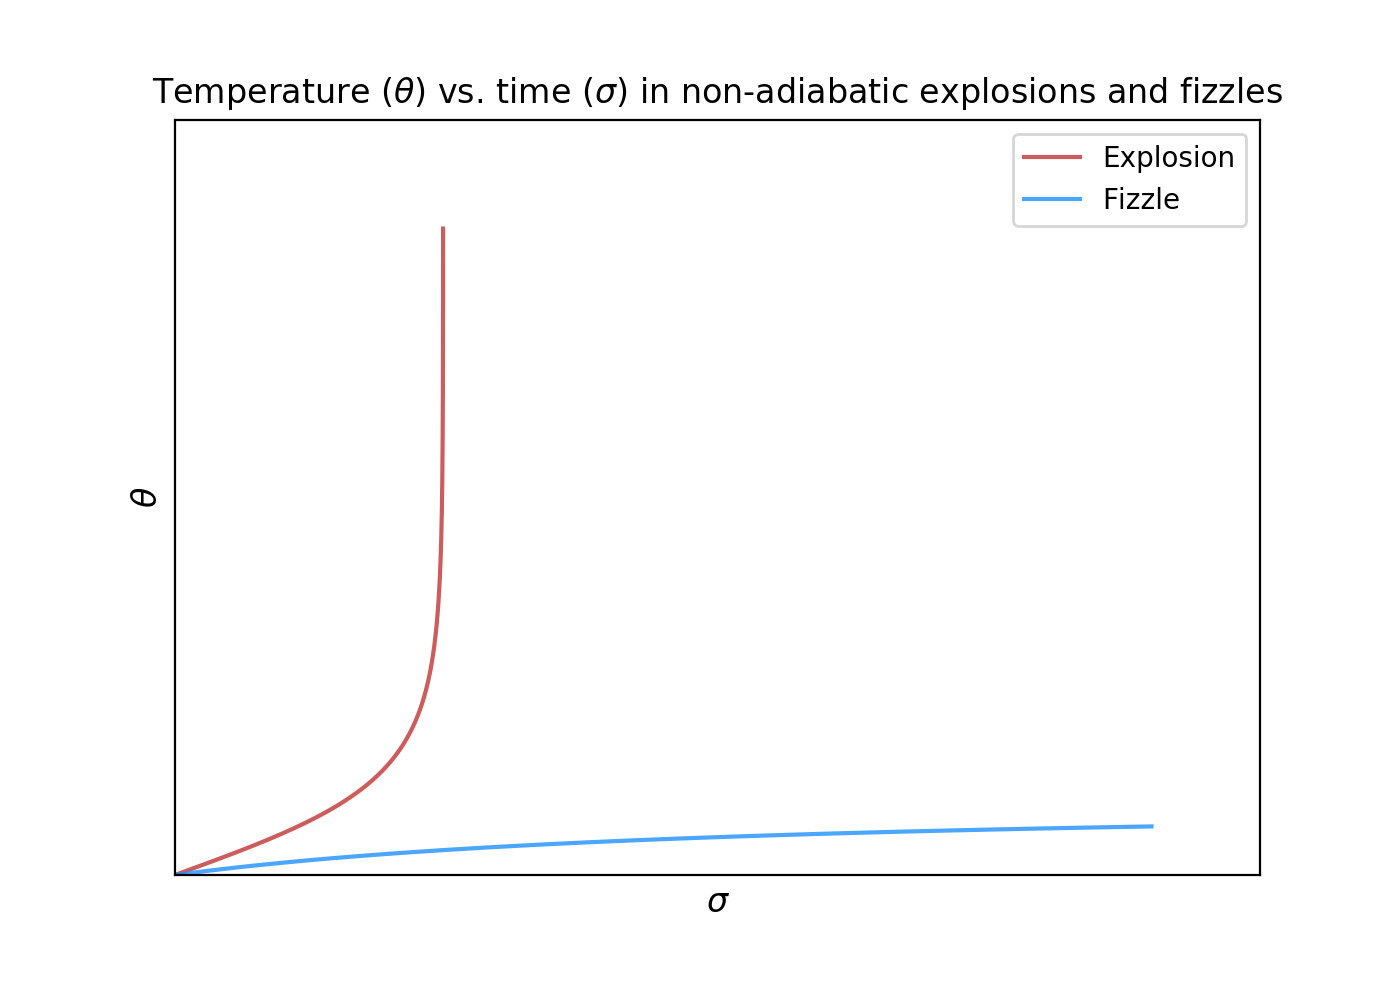 Temperature (θ) vs. time (σ) in non-adiabatic explosions and fizzles
Explosion
Fizzle
θ
σ